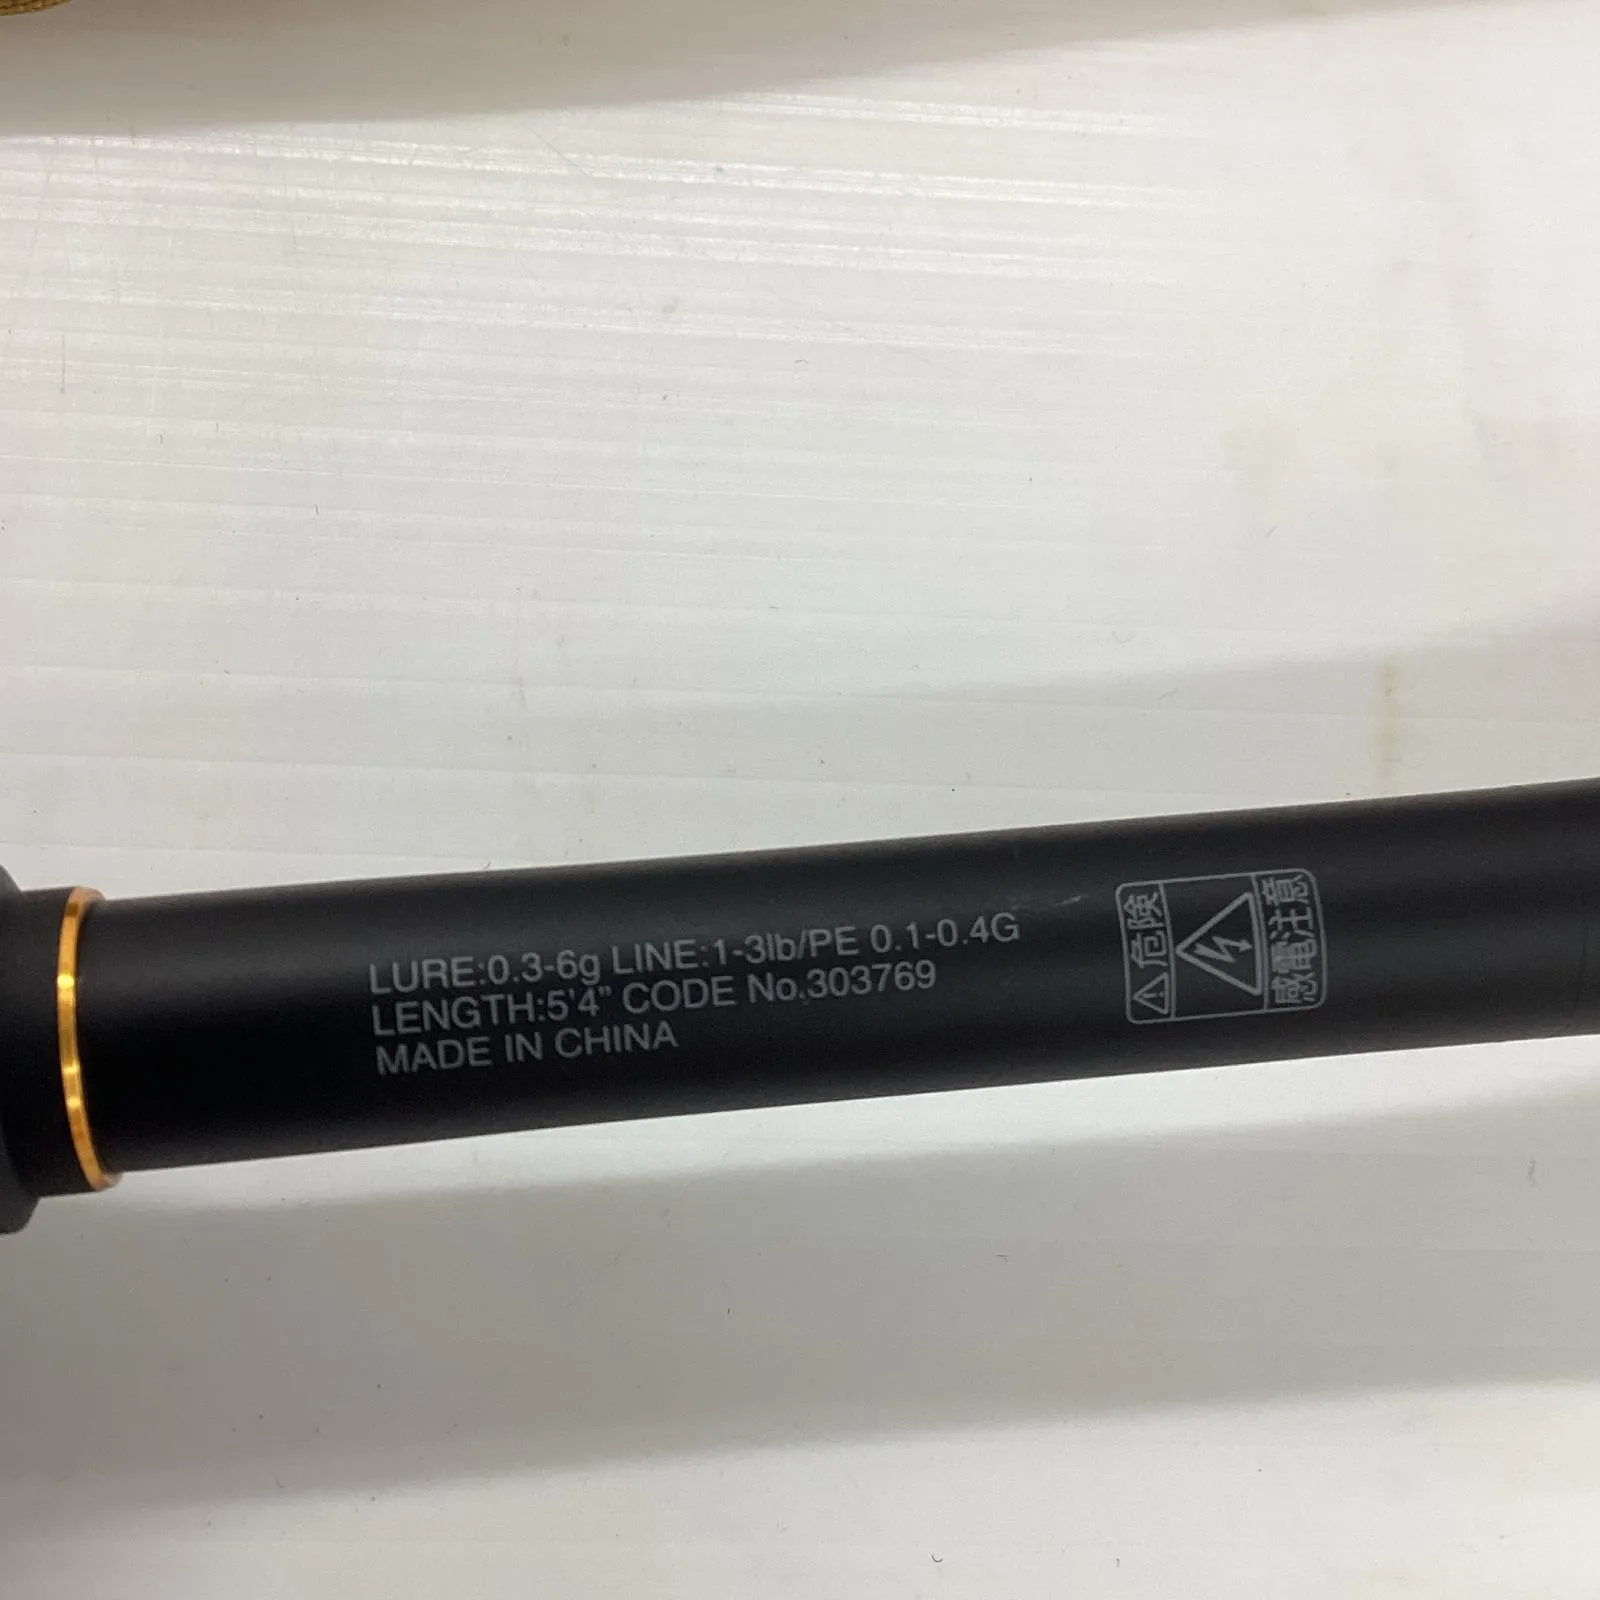 LURE:0.3-6g LINE:1-3lb/PE 0.1-0.4G
LENGTH:5'4" CODE No.303769
MADE IN CHINA
⚠危険
感電注意